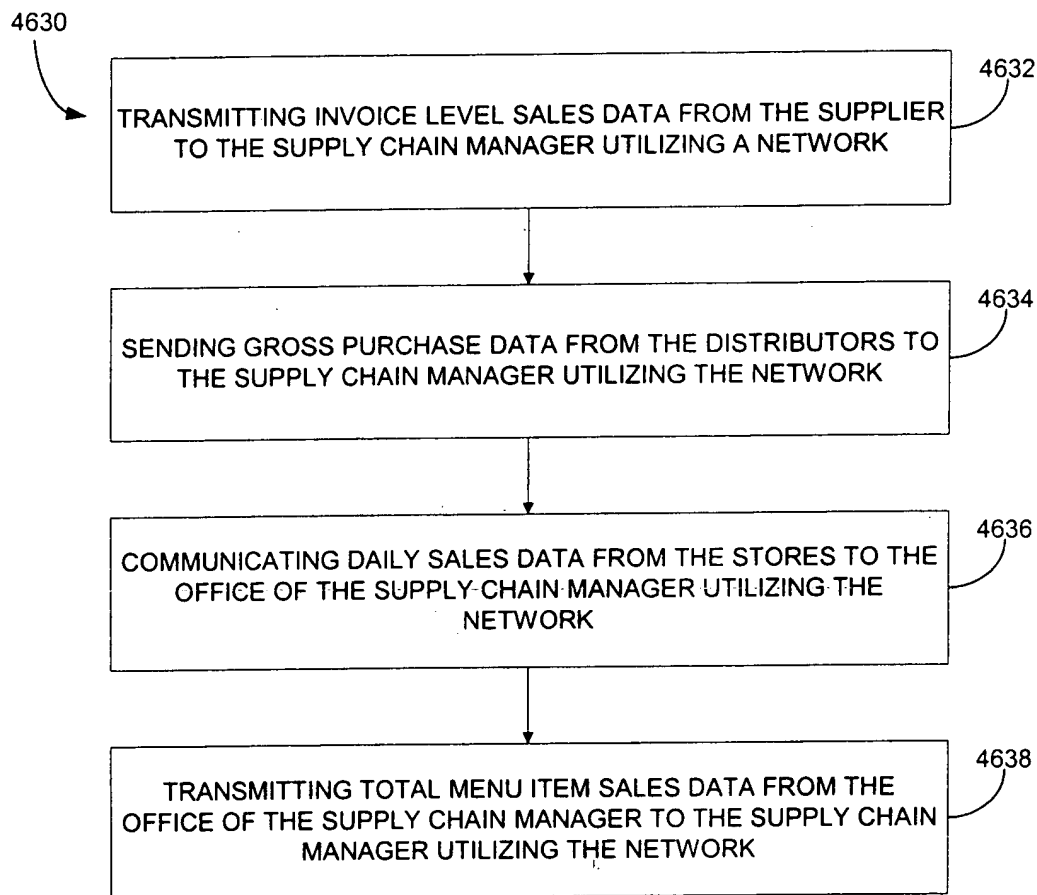 4630
4632
TRANSMITTING INVOICE LEVEL SALES DATA FROM THE SUPPLIER
TO THE SUPPLY CHAIN MANAGER UTILIZING A NETWORK
4634
SENDING GROSS PURCHASE DATA FROM THE DISTRIBUTORS TO
THE SUPPLY CHAIN MANAGER UTILIZING THE NETWORK
4636
COMMUNICATING DAILY SALES DATA FROM THE STORES TO THE
OFFICE OF THE SUPPLY CHAIN MANAGER UTILIZING THE
NETWORK
4638
TRANSMITTING TOTAL MENU ITEM SALES DATA FROM THE
OFFICE OF THE SUPPLY CHAIN MANAGER TO THE SUPPLY CHAIN
MANAGER UTILIZING THE NETWORK